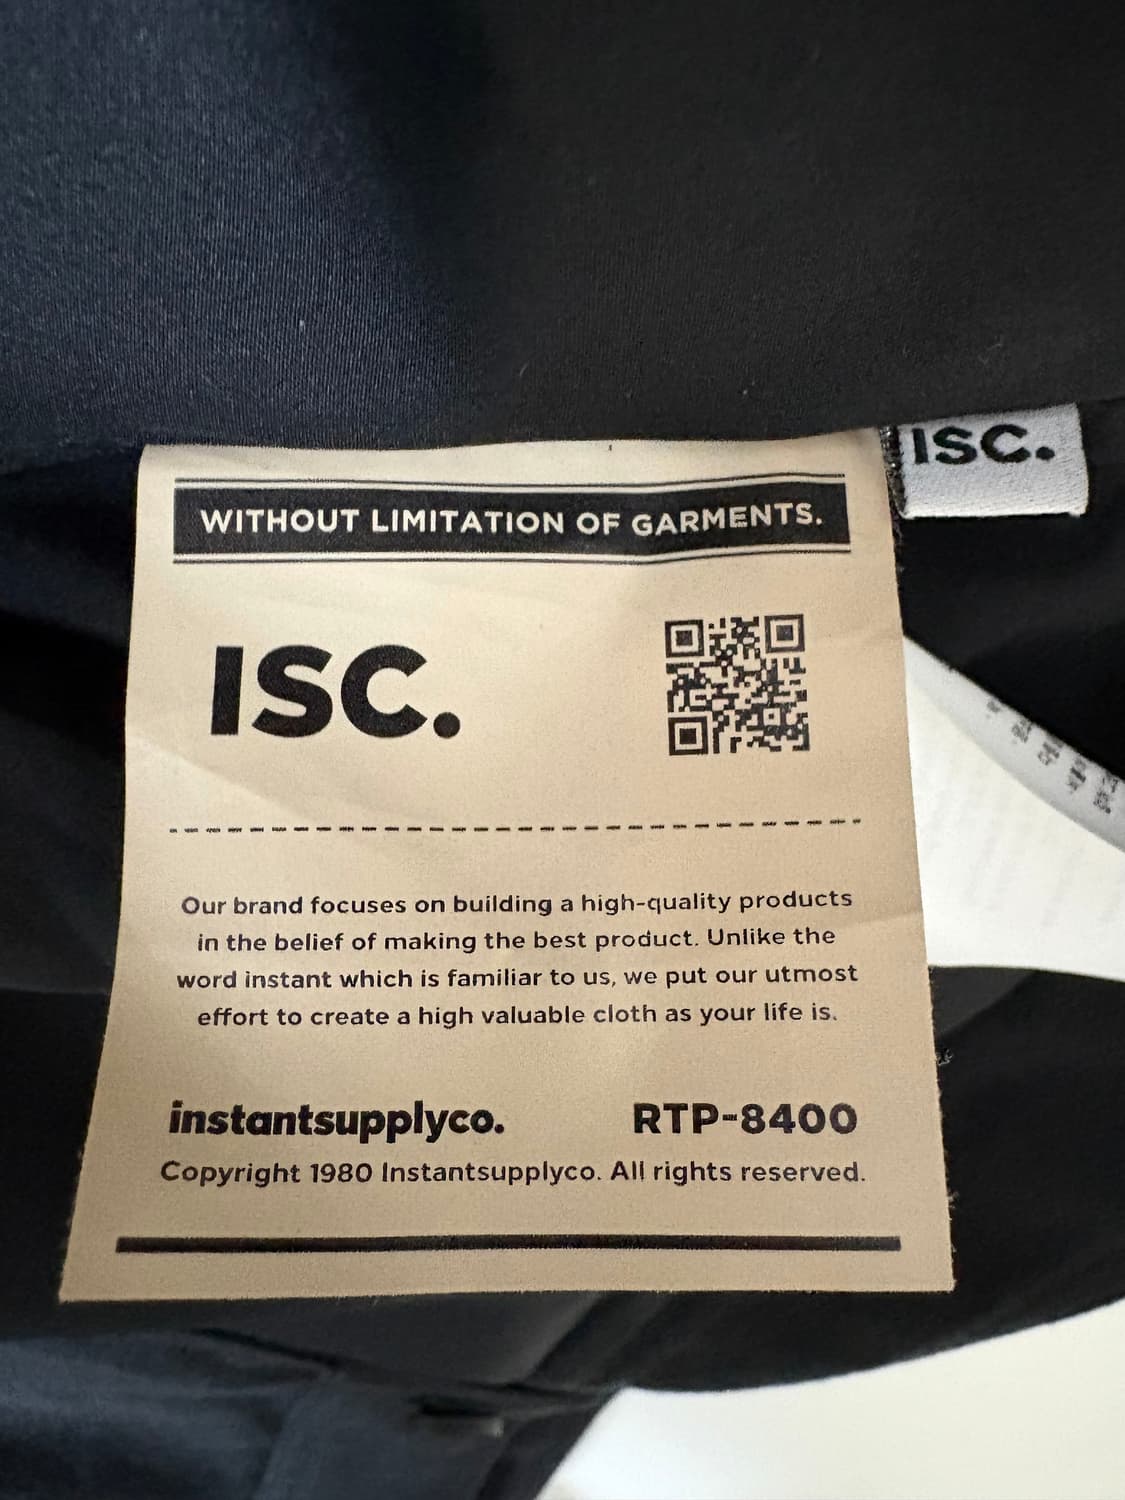 ISC.
WITHOUT LIMITATION OF GARMENTS.
ISC.
Our brand focuses on building a high-quality products
in the belief of making the best product. Unlike the
word instant which is familiar to us, we put our utmost
effort to create a high valuable cloth as your life is.
instantsupplyco. RTP-8400
Copyright 1980 Instantsupplyco. All rights reserved.